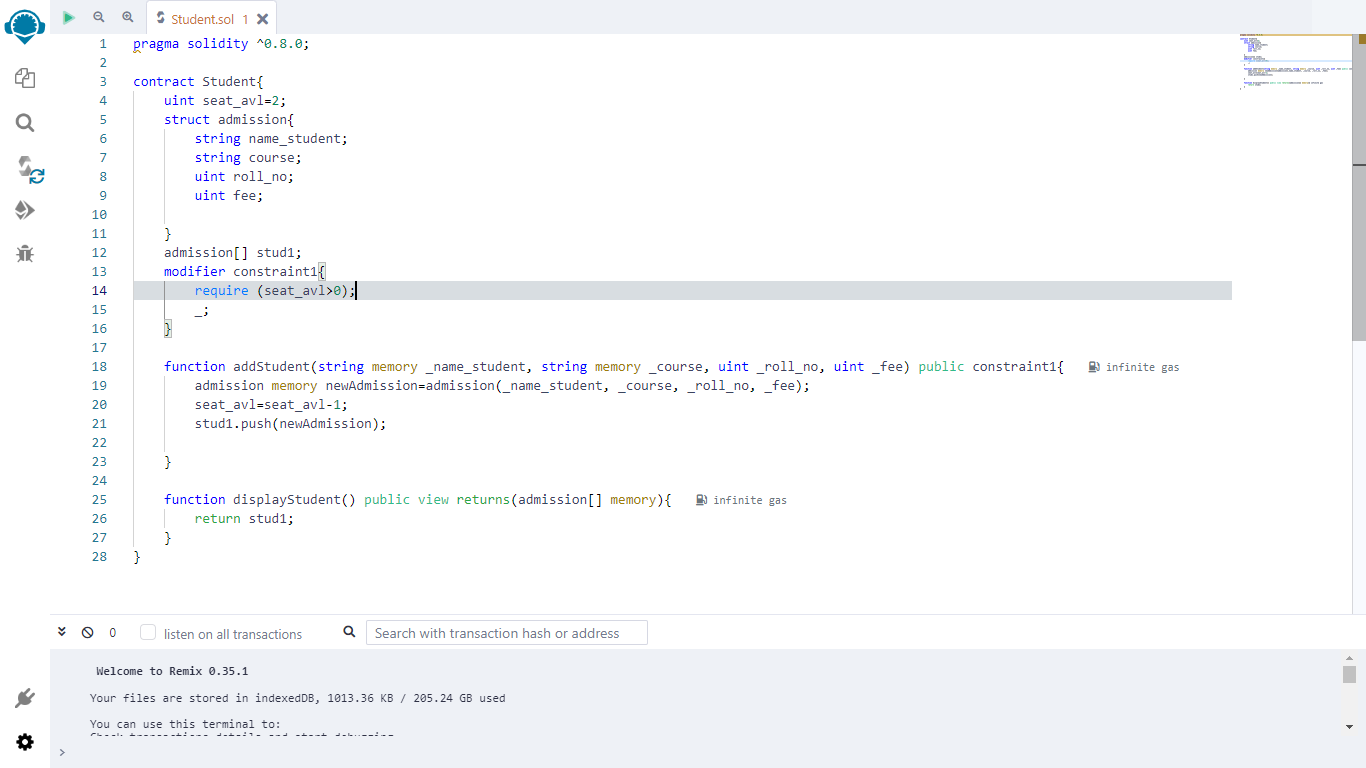 Student.sol 1
1 pragma solidity ^0.8.0;
2
3 contract Student{
4 uint seat_avl=2;
5 struct admission{
6 string name_student;
7 string course;
8 uint roll_no;
9 uint fee;
10
11 }
12 admission[] stud1;
13 modifier constraint1{
14 require (seat_avl>0);
15 _;
16 }
17
18 function addStudent(string memory _name_student, string memory _course, uint _roll_no, uint _fee) public constraint1{ infinite gas
19 admission memory newAdmission=admission(_name_student, _course, _roll_no, _fee);
20 seat_avl=seat_avl-1;
21 stud1.push(newAdmission);
22
23 }
24
25 function displayStudent() public view returns(admission[] memory){ infinite gas
26 return stud1;
27 }
28 }
0 listen on all transactions Search with transaction hash or address
Welcome to Remix 0.35.1
Your files are stored in indexedDB, 1013.36 KB / 205.24 GB used
You can use this terminal to:
Check transactions details and start debugging
>